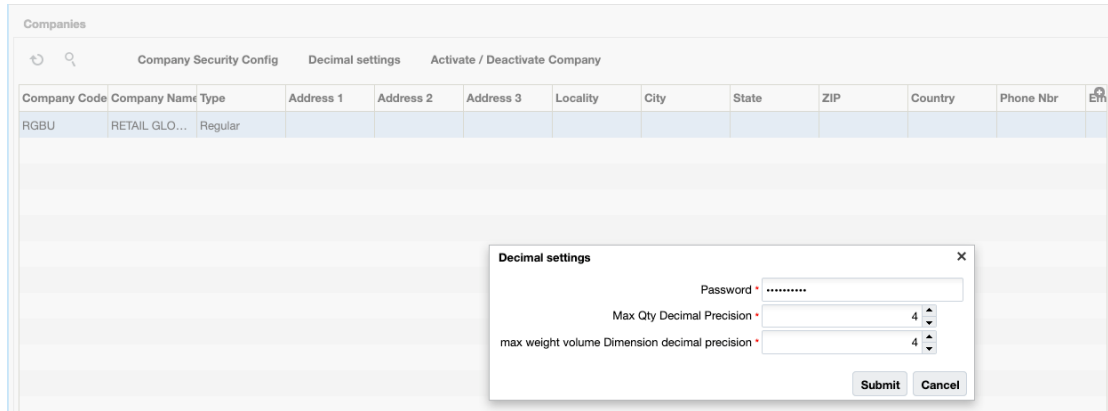 Companies
Company Security Config Decimal settings Activate / Deactivate Company
Company Code Company Name Type Address 1 Address 2 Address 3 Locality City State ZIP Country Phone Nbr Em
RGBU RETAIL GLO... Regular
Decimal settings
Password * ••••••••••
Max Qty Decimal Precision * 4
max weight volume Dimension decimal precision * 4
Submit Cancel